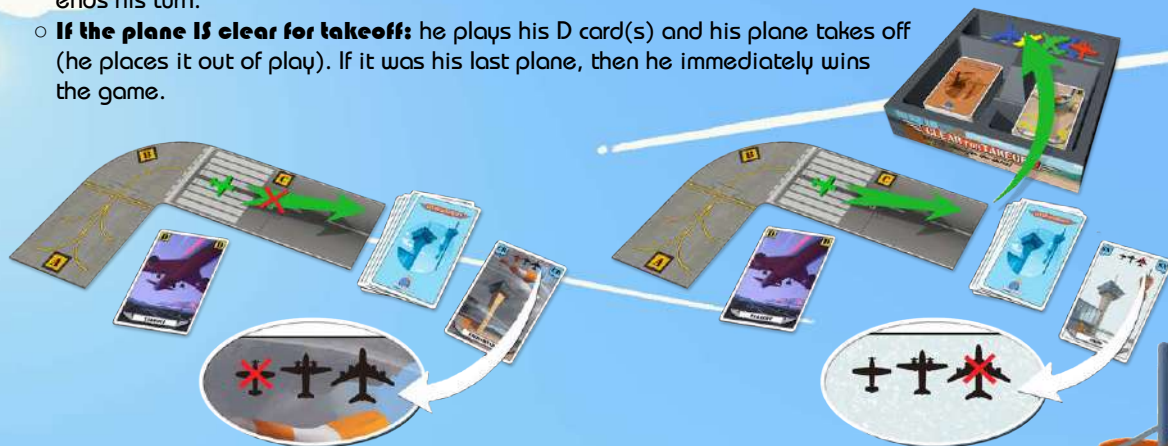 ends his turn.
○ If the plane IS clear for takeoff: he plays his D card(s) and his plane takes off
(he places it out of play). If it was his last plane, then he immediately wins
the game.
B
C
A
D
D
B
C
A
CLEAR FOR TAKEOFF
D
D